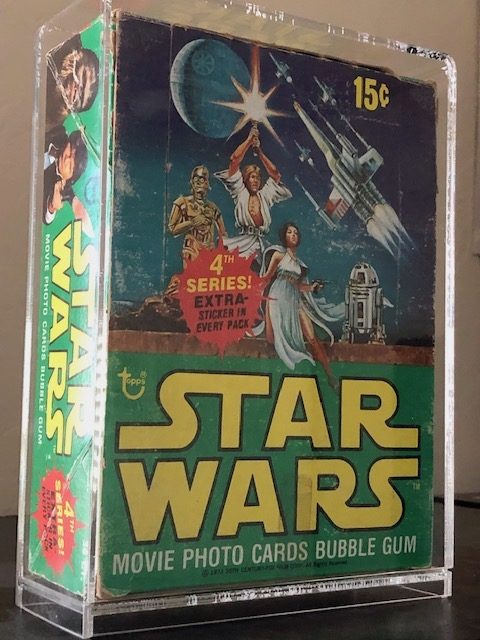 15¢
4TH
SERIES!
EXTRA-
STICKER IN
EVERY PACK
topps®
STAR
WARS
TM
MOVIE PHOTO CARDS BUBBLE GUM
STAR
WARS
MOVIE PHOTO CARDS BUBBLE GUM
4TH
SERIES!